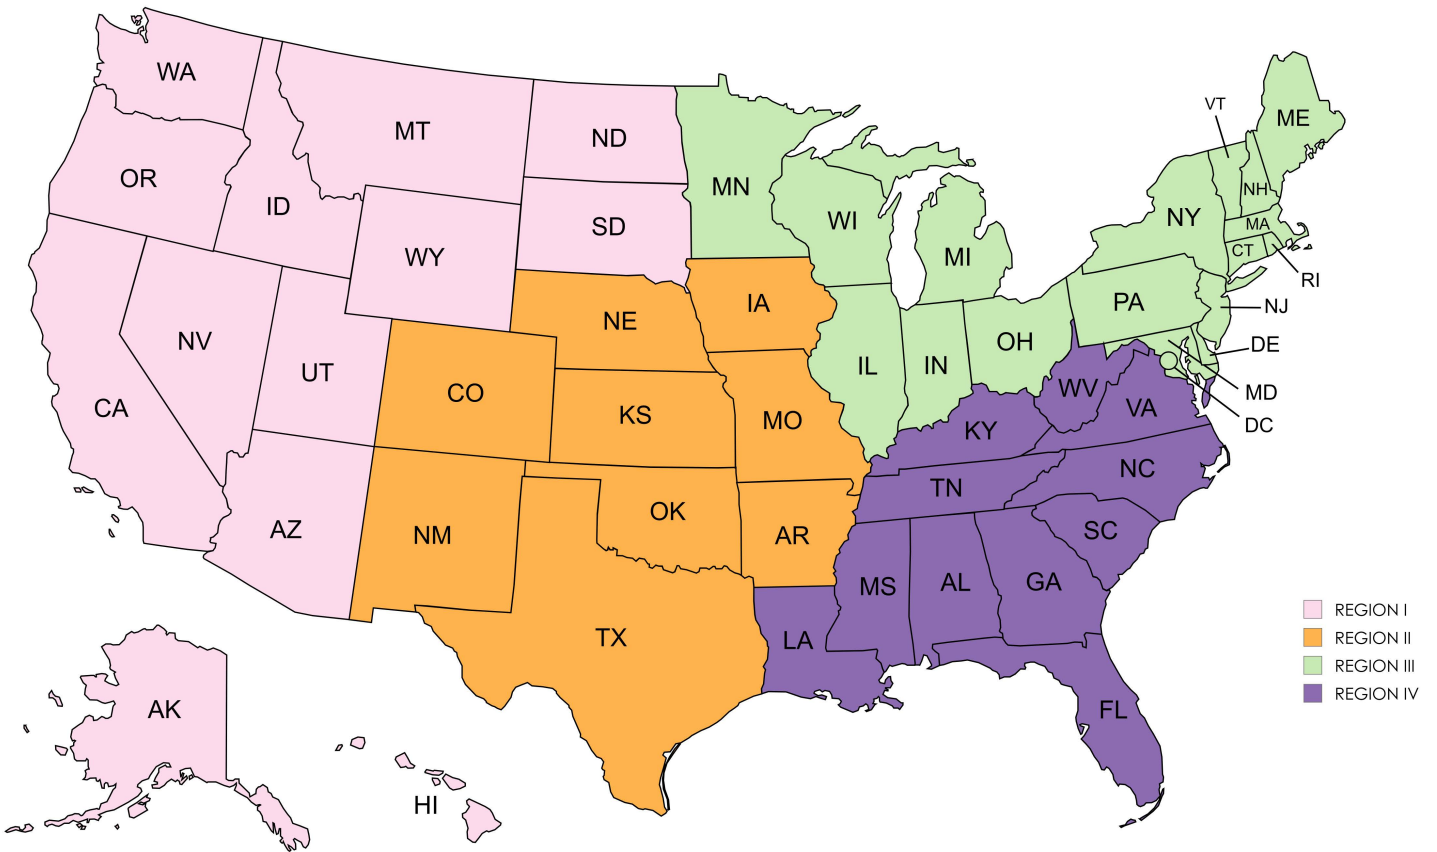 WA
MT
ND
MN
OR
ID
WY
SD
WI
MI
NY
VT
ME
NH
MA
CT
RI
NJ
PA
DE
MD
DC
NV
UT
CA
CO
NE
IA
KS
MO
IL
IN
OH
WV
VA
KY
NC
TN
SC
AZ
NM
OK
AR
TX
LA
MS
AL
GA
FL
AK
HI
REGION I
REGION II
REGION III
REGION IV